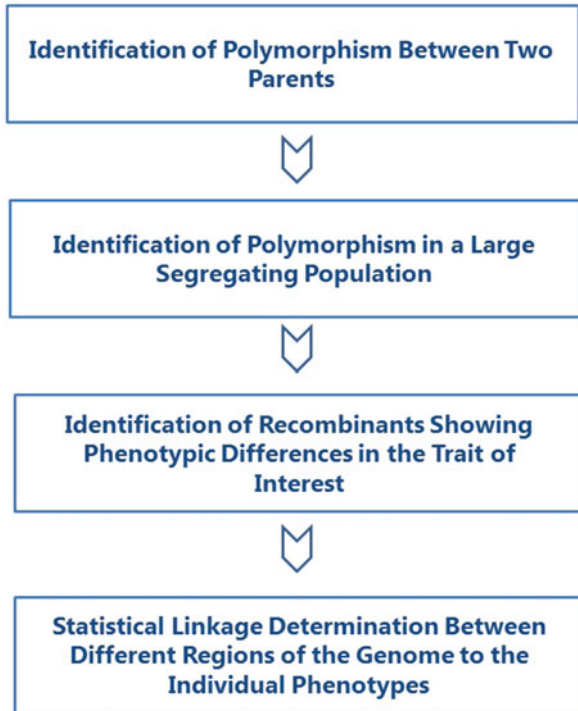 Identification of Polymorphism Between Two
Parents
Identification of Polymorphism in a Large
Segregating Population
Identification of Recombinants Showing
Phenotypic Differences in the Trait of
Interest
Statistical Linkage Determination Between
Different Regions of the Genome to the
Individual Phenotypes